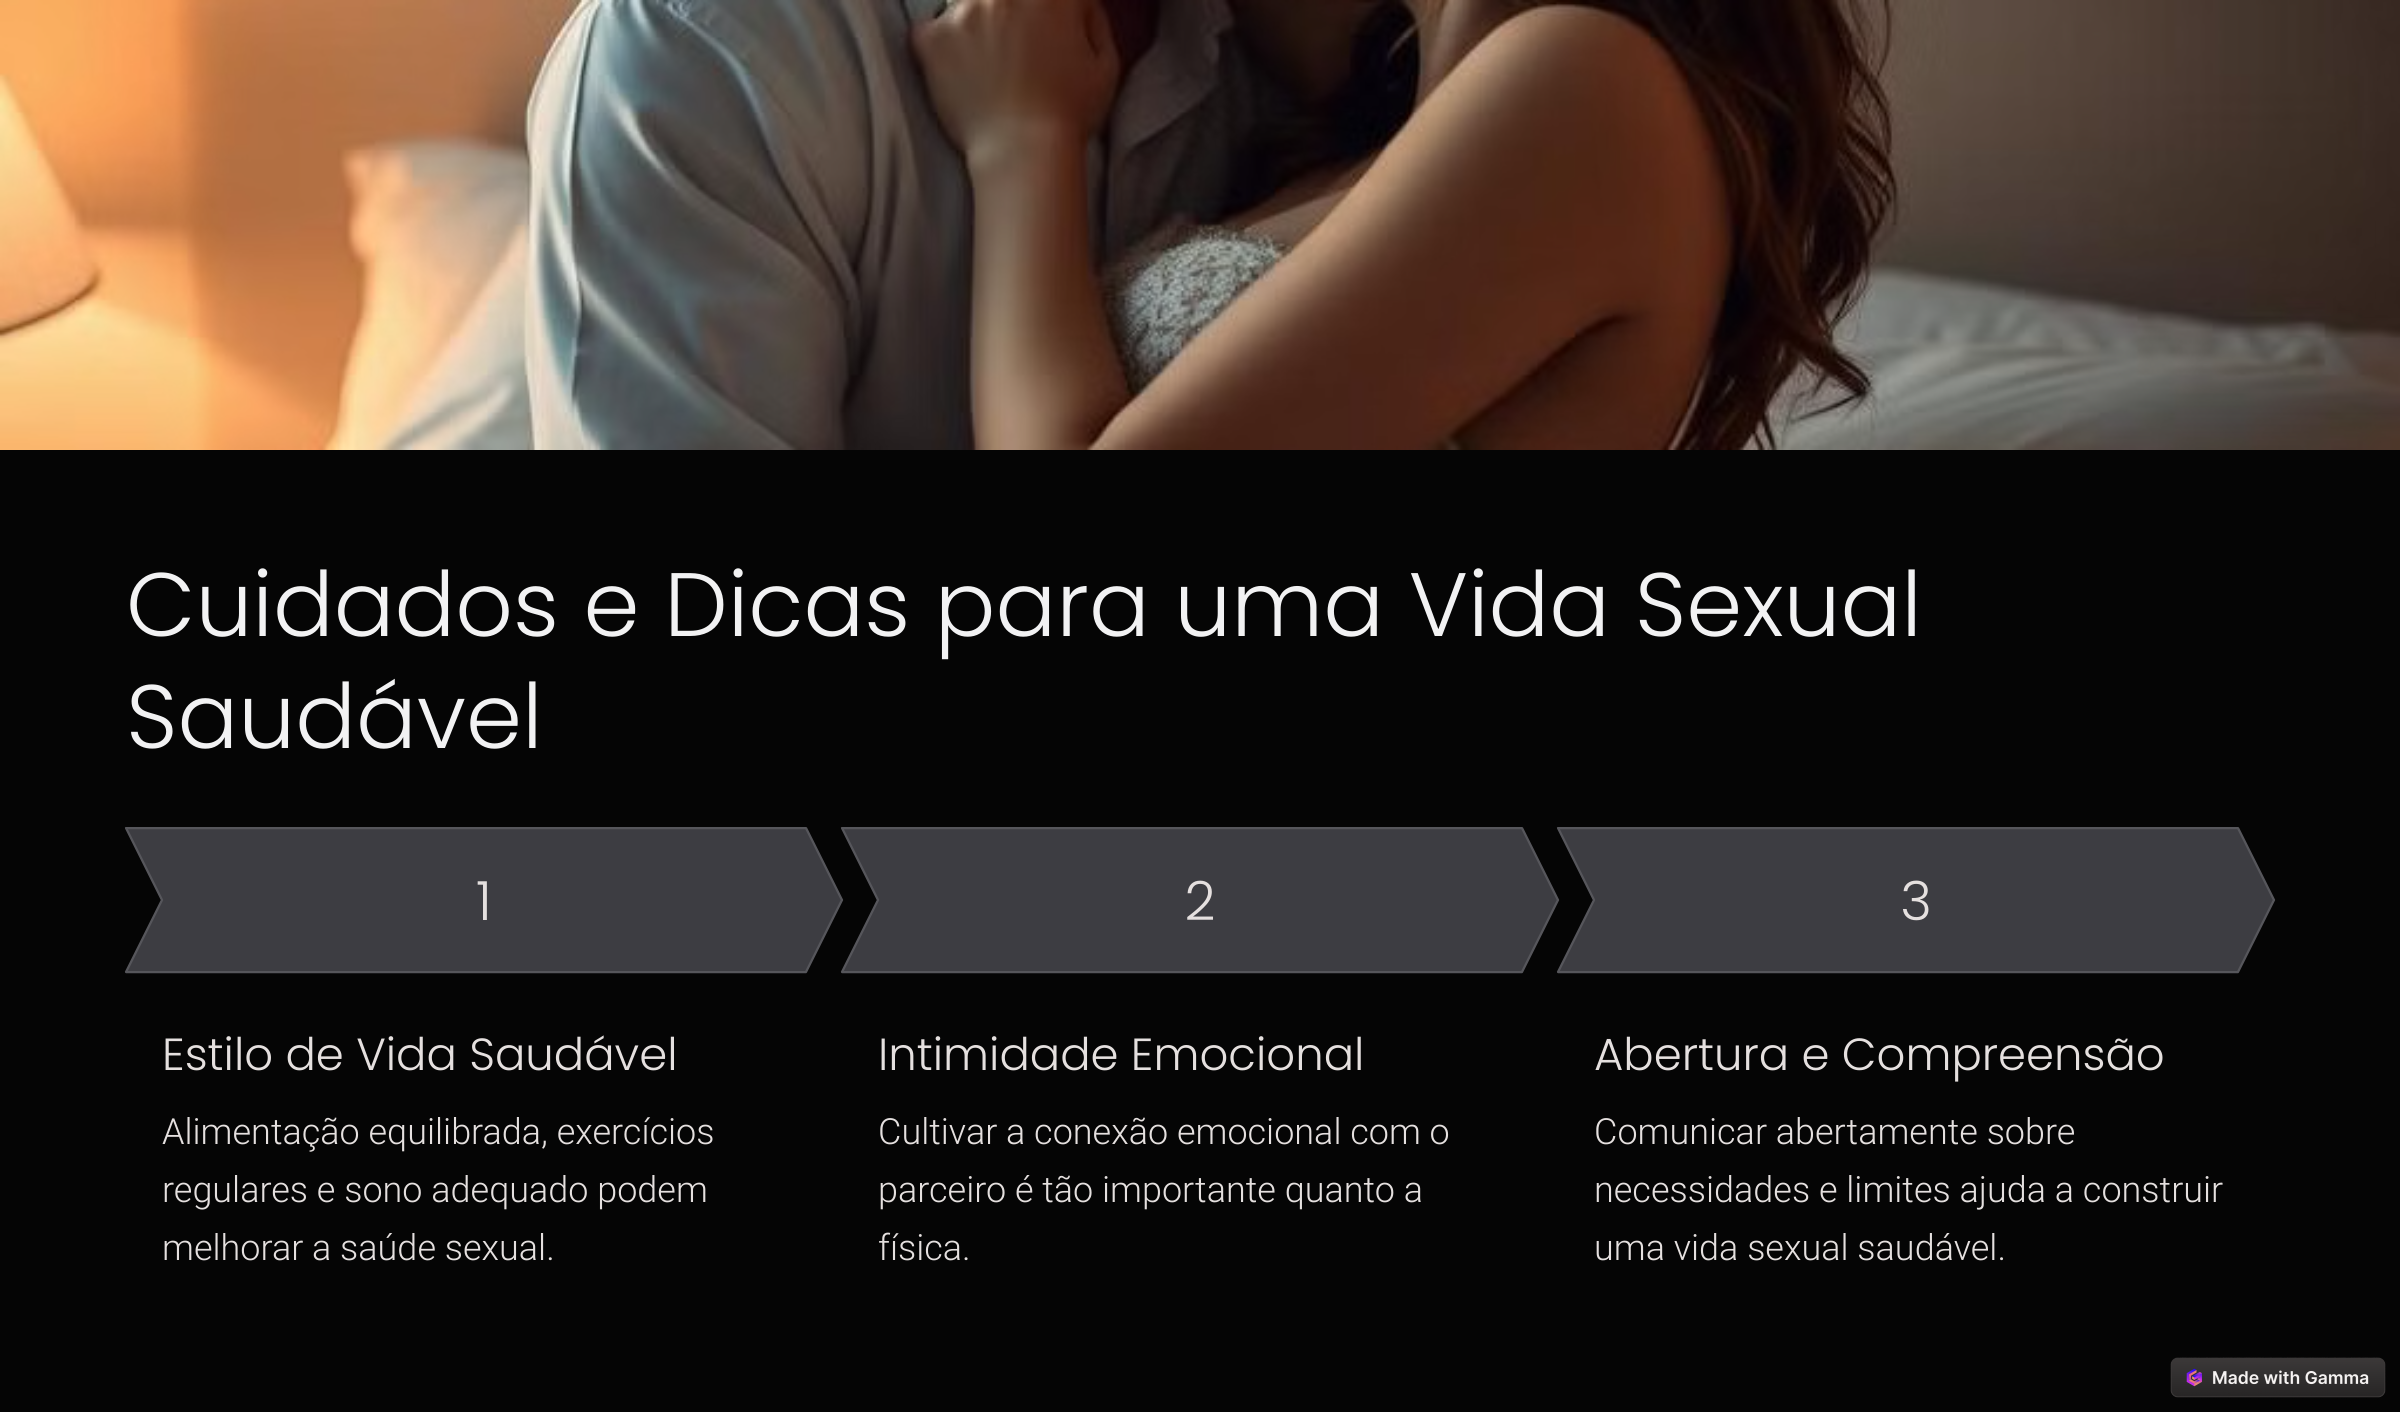 Cuidados e Dicas para uma Vida Sexual
Saudável
1
2
3
Estilo de Vida Saudável
Alimentação equilibrada, exercícios
regulares e sono adequado podem
melhorar a saúde sexual.
Intimidade Emocional
Cultivar a conexão emocional com o
parceiro é tão importante quanto a
física.
Abertura e Compreensão
Comunicar abertamente sobre
necessidades e limites ajuda a construir
uma vida sexual saudável.
Made with Gamma